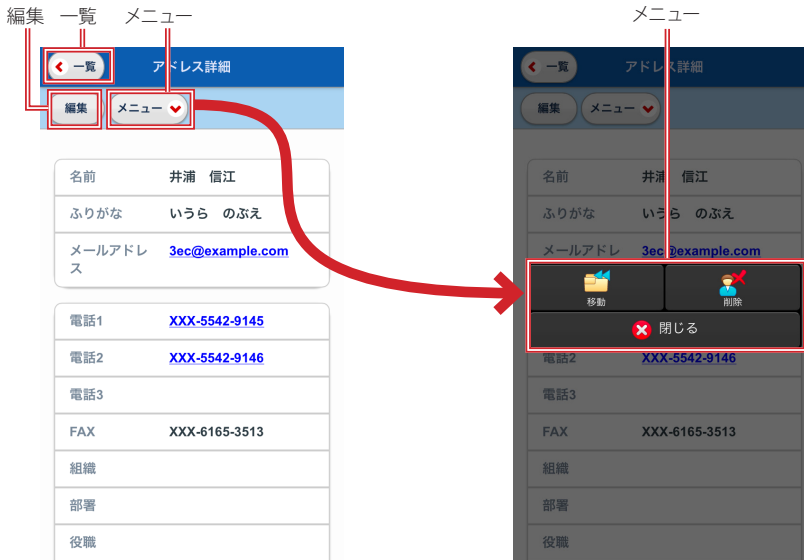 編集 一覧 メニュー
一覧
アドレス詳細
編集
メニュー
名前 井浦 信江
ふりがな いうら のぶえ
メールアドレス 3ec@example.com
電話1 XXX-5542-9145
電話2 XXX-5542-9146
電話3
FAX XXX-6165-3513
組織
部署
役職
メニュー
一覧
アドレス詳細
編集
メニュー
名前 井浦 信江
ふりがな いうら のぶえ
メールアドレ 3ec@example.com
移動
削除
閉じる
電話2 XXX-5542-9146
電話3
FAX XXX-6165-3513
組織
部署
役職